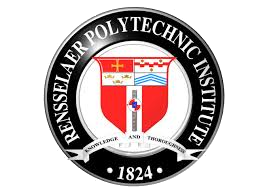 RENSSELAER POLYTECHNIC INSTITUTE
KNOWLEDGE AND THOROUGHNESS
· 1824 ·